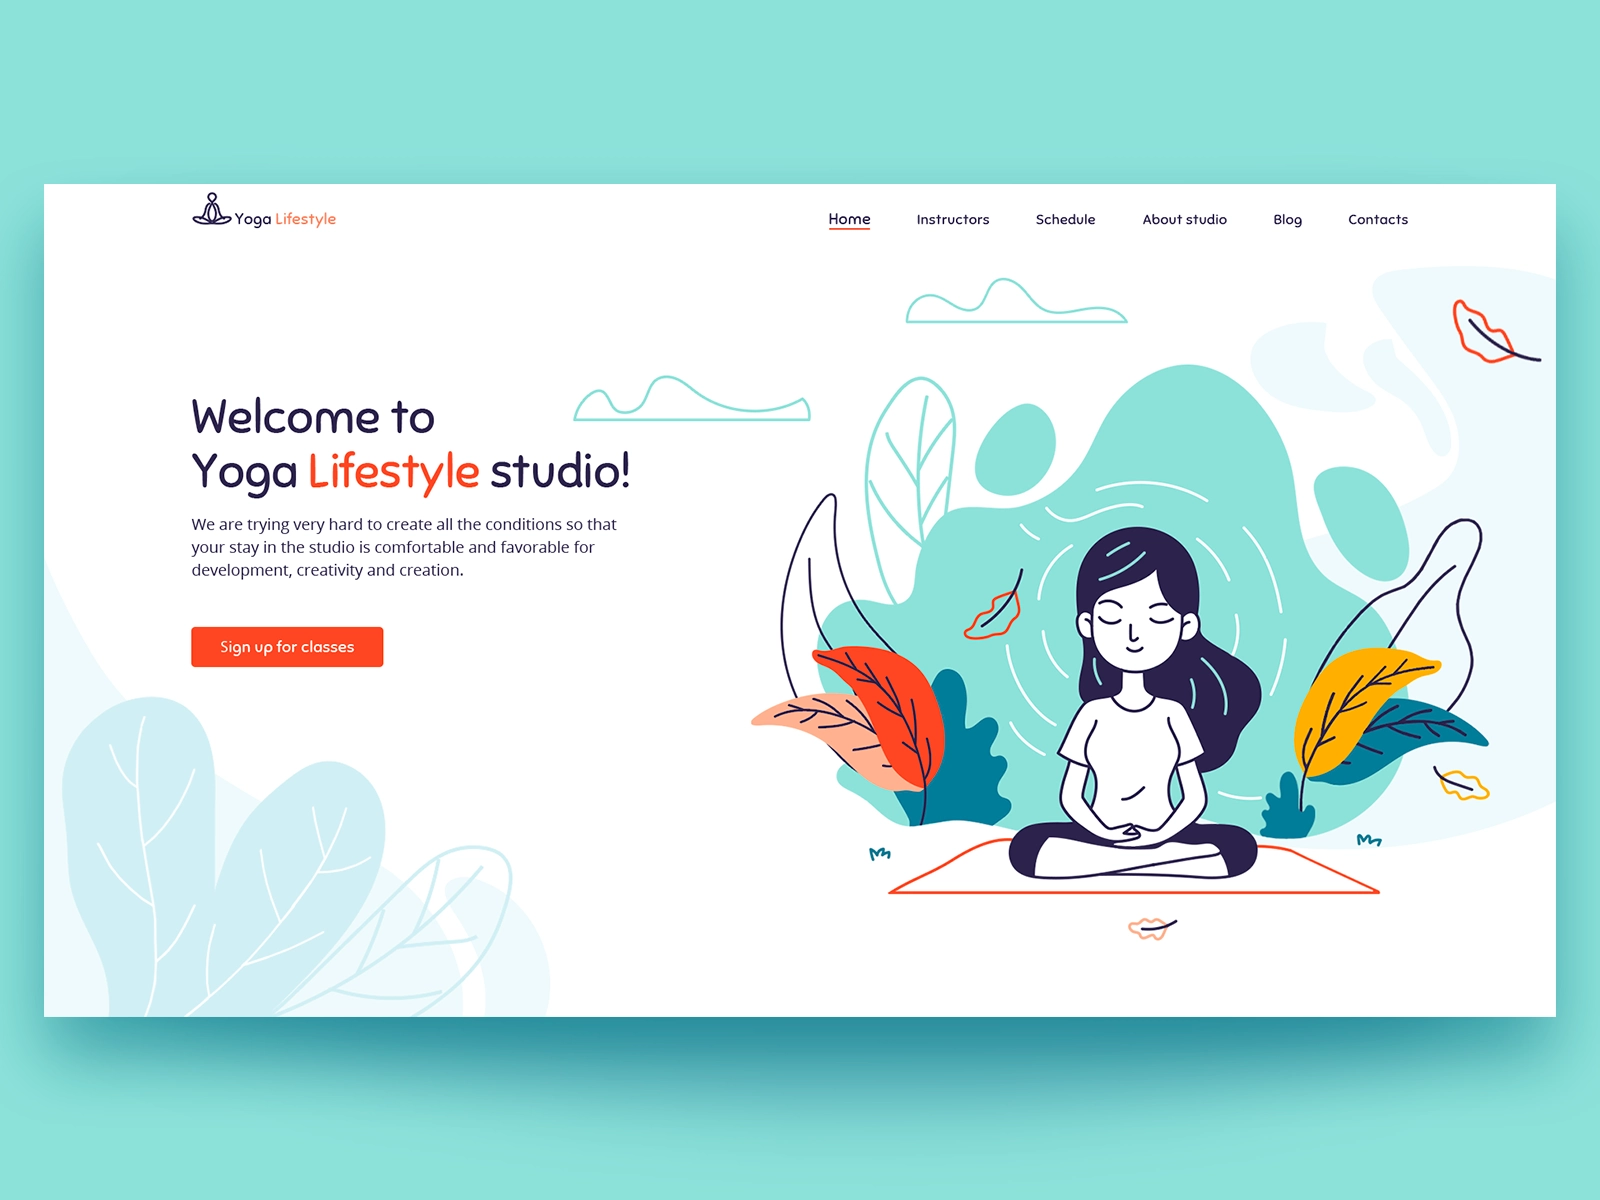 Yoga Lifestyle
Home Instructors Schedule About studio Blog Contacts
Welcome to
Yoga Lifestyle studio!
We are trying very hard to create all the conditions so that
your stay in the studio is comfortable and favorable for
development, creativity and creation.
Sign up for classes